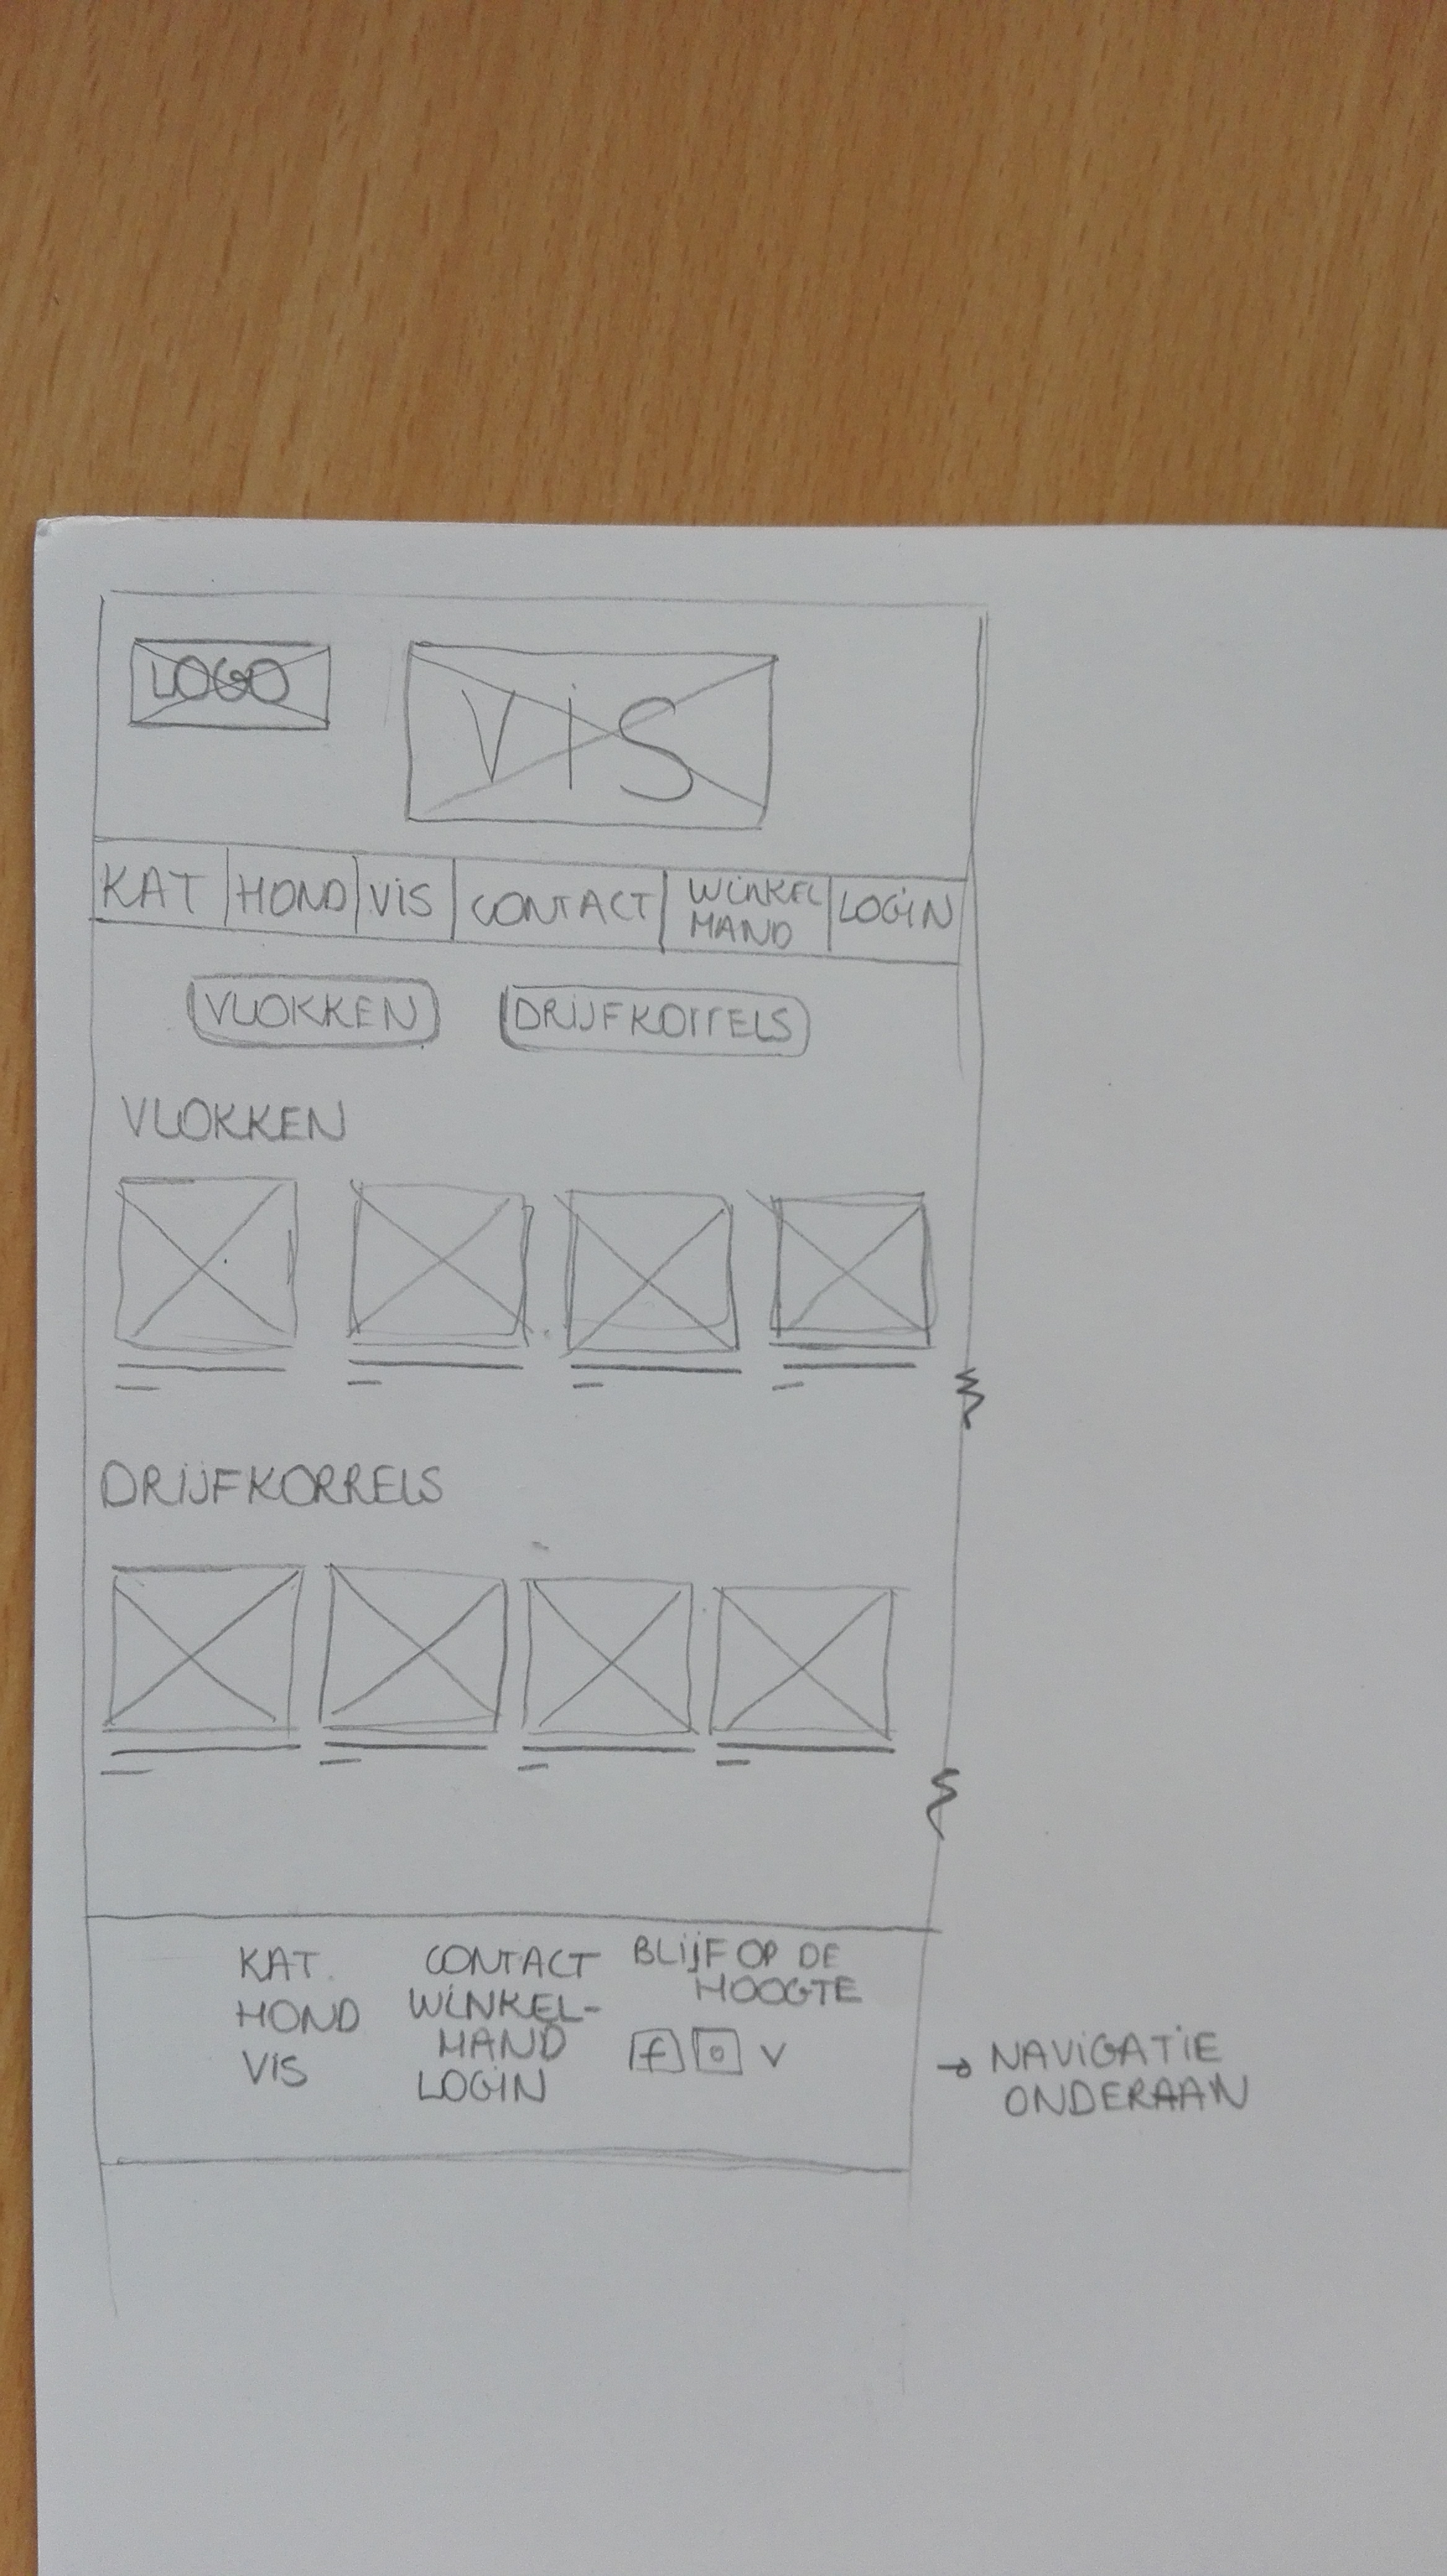 LOGO
VIS
KAT HOND VIS CONTACT WINKEL MAND LOGIN
VLOKKEN DRIJFKORRELS
VLOKKEN
DRIJFKORRELS
KAT
HOND
VIS
CONTACT
WINKEL-
MAND
LOGIN
BLIJF OP DE
HOOGTE
f v
→ NAVIGATIE
ONDERAAN